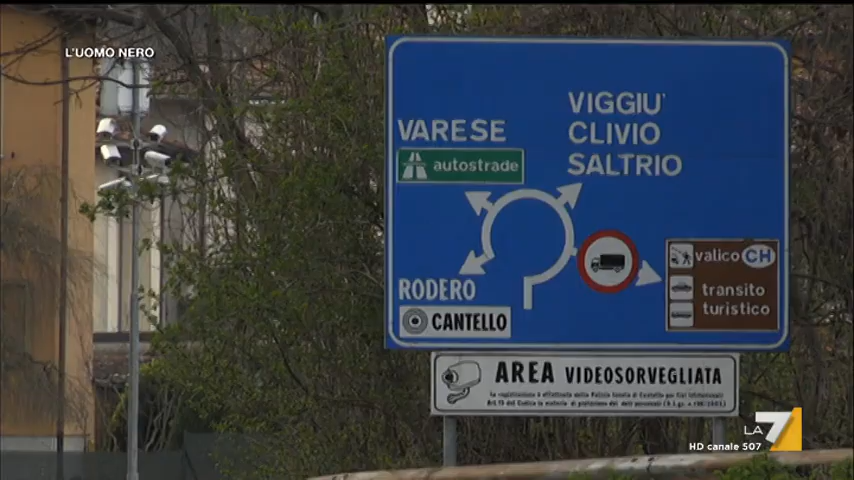 L'UOMO NERO
VARESE
autostrade
VIGGIU'
CLIVIO
SALTRIO
RODERO
CANTELLO
valico CH
transito
turistico
AREA VIDEOSORVEGLIATA
LA 7
HD canale 507